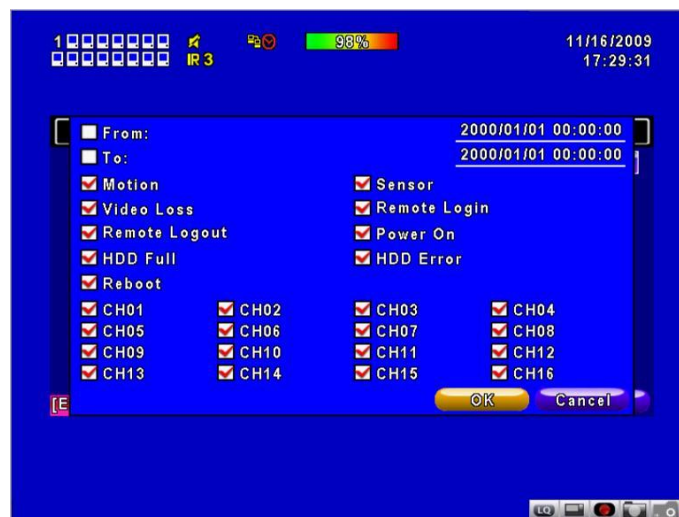 1 98% 11/16/2009
IR 3 17:29:31
From: 2000/01/01 00:00:00
To: 2000/01/01 00:00:00
Motion Sensor
Video Loss Remote Login
Remote Logout Power On
HDD Full HDD Error
Reboot
CH01 CH02 CH03 CH04
CH05 CH06 CH07 CH08
CH09 CH10 CH11 CH12
CH13 CH14 CH15 CH16
[E OK Cancel
LQ